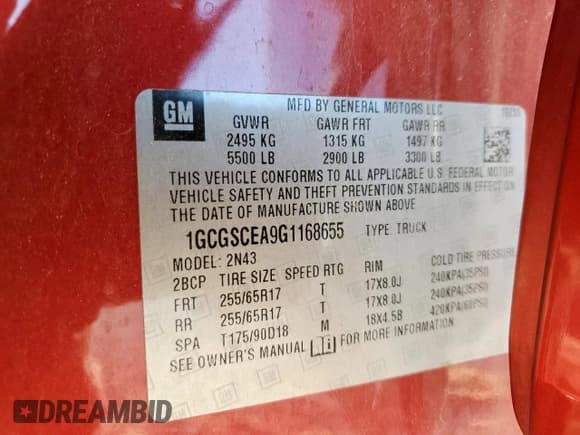 GM
MFD BY GENERAL MOTORS LLC 10/15
GVWR GAWR FRT GAWR RR
2495 KG 1315 KG 1497 KG
5500 LB 2900 LB 3300 LB
THIS VEHICLE CONFORMS TO ALL APPLICABLE U.S. FEDERAL MOTOR
VEHICLE SAFETY AND THEFT PREVENTION STANDARDS IN EFFECT ON
THE DATE OF MANUFACTURE SHOWN ABOVE
1GCGSCEA9G1168655 TYPE TRUCK
MODEL: 2N43
2BCP TIRE SIZE SPEED RTG RIM COLD TIRE PRESSURE
FRT 255/65R17 T 17X8.0J 240KPA(35PSI)
RR 255/65R17 T 17X8.0J 240KPA(35PSI)
SPA T175/90D18 M 18X4.5B 420KPA(60PSI)
SEE OWNER'S MANUAL FOR MORE INFORMATION
DREAMBID